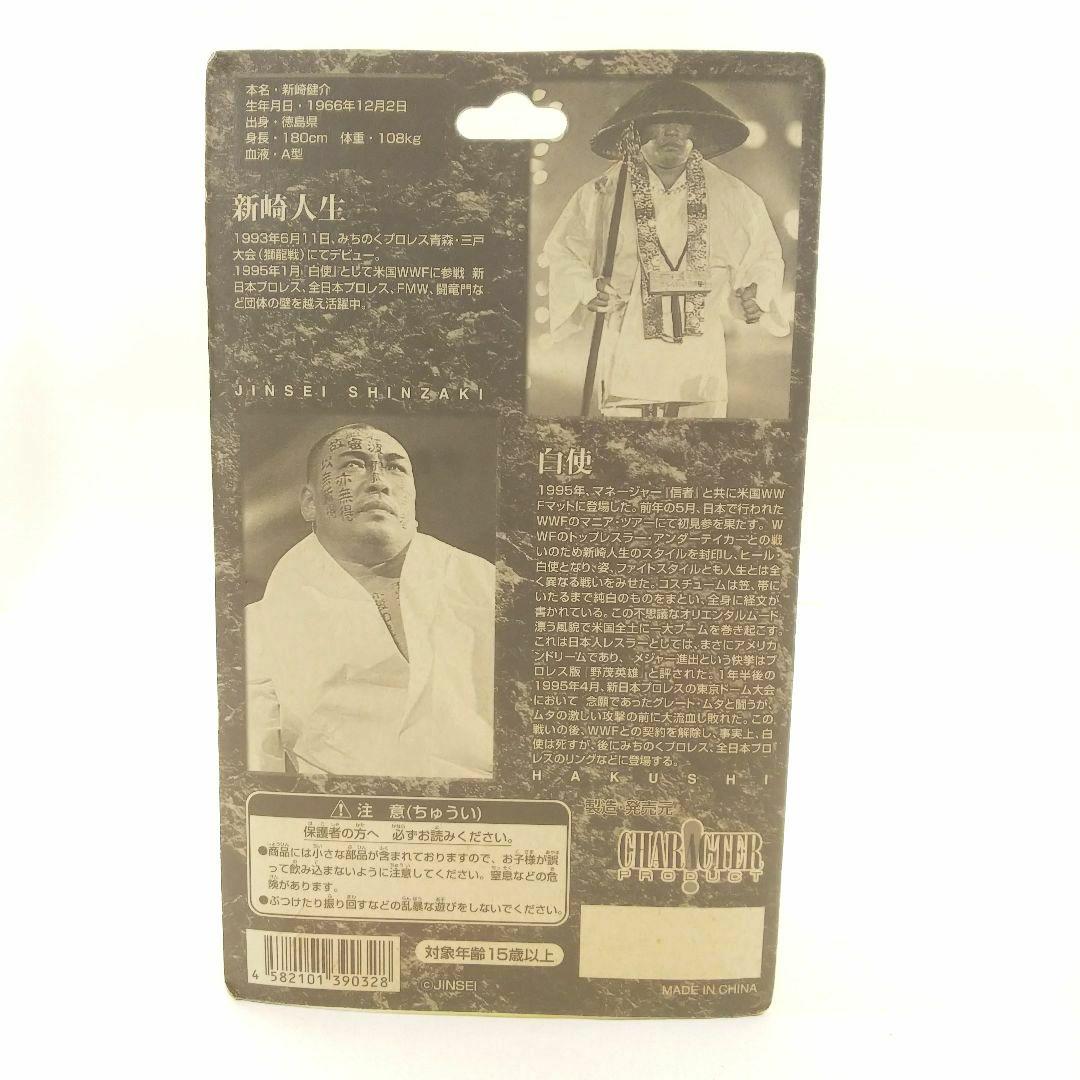 本名・新崎健介
生年月日・1966年12月2日
出身・徳島県
身長・180cm 体重・108kg
血液・A型
新崎人生
1993年6月11日、みちのくプロレス青森・三戸
大会（獅龍戦）にてデビュー。
1995年1月『白使』として米国WWFに参戦 新
日本プロレス、全日本プロレス、FMW、闘竜門な
ど団体の壁を越え活躍中。
JINSEI SHINZAKI
白使
1995年、マネージャー『信者』と共に米国WW
Fマットに登場した。前年の5月、日本で行われた
WWFのマニア・ツアーにて初見参を果たす。W
WFのトップレスラー・アンダーテイカーとの戦
いのため新崎人生のスタイルを封印し、ヒール・
白使となり、姿、ファイトスタイルとも人生とは全
く異なる戦いをみせた。コスチュームは笠、帯に
いたるまで純白のものをまとい、全身に経文が
書かれている。この不思議なオリエンタルムード
漂う風貌で米国全土に一大ブームを巻き起こす。
これは日本人レスラーとしては、まさにアメリカ
ンドリームであり、メジャー進出という快挙はプ
ロレス版『野茂英雄』と評された。1年半後の
1995年4月、新日本プロレスの東京ドーム大会
において 念願であったグレート・ムタと闘うが、
ムタの激しい攻撃の前に大流血し敗れた。この
戦いの後、WWFとの契約を解除し、事実上、白
使は死すが、後にみちのくプロレス、全日本プロ
レスのリングなどに登場する。
HAKUSHI
⚠ 注 意(ちゅうい)
保護者の方へ 必ずお読みください。
●商品には小さな部品が含まれておりますので、お子様が誤
って飲み込まないように注意してください。窒息などの危
険があります。
●ぶつけたり振り回すなどの乱暴な遊びをしないでください。
製造・発売元
CHARACTER
PRODUCT
4 582101 390328
対象年齢15歳以上
©JINSEI
MADE IN CHINA